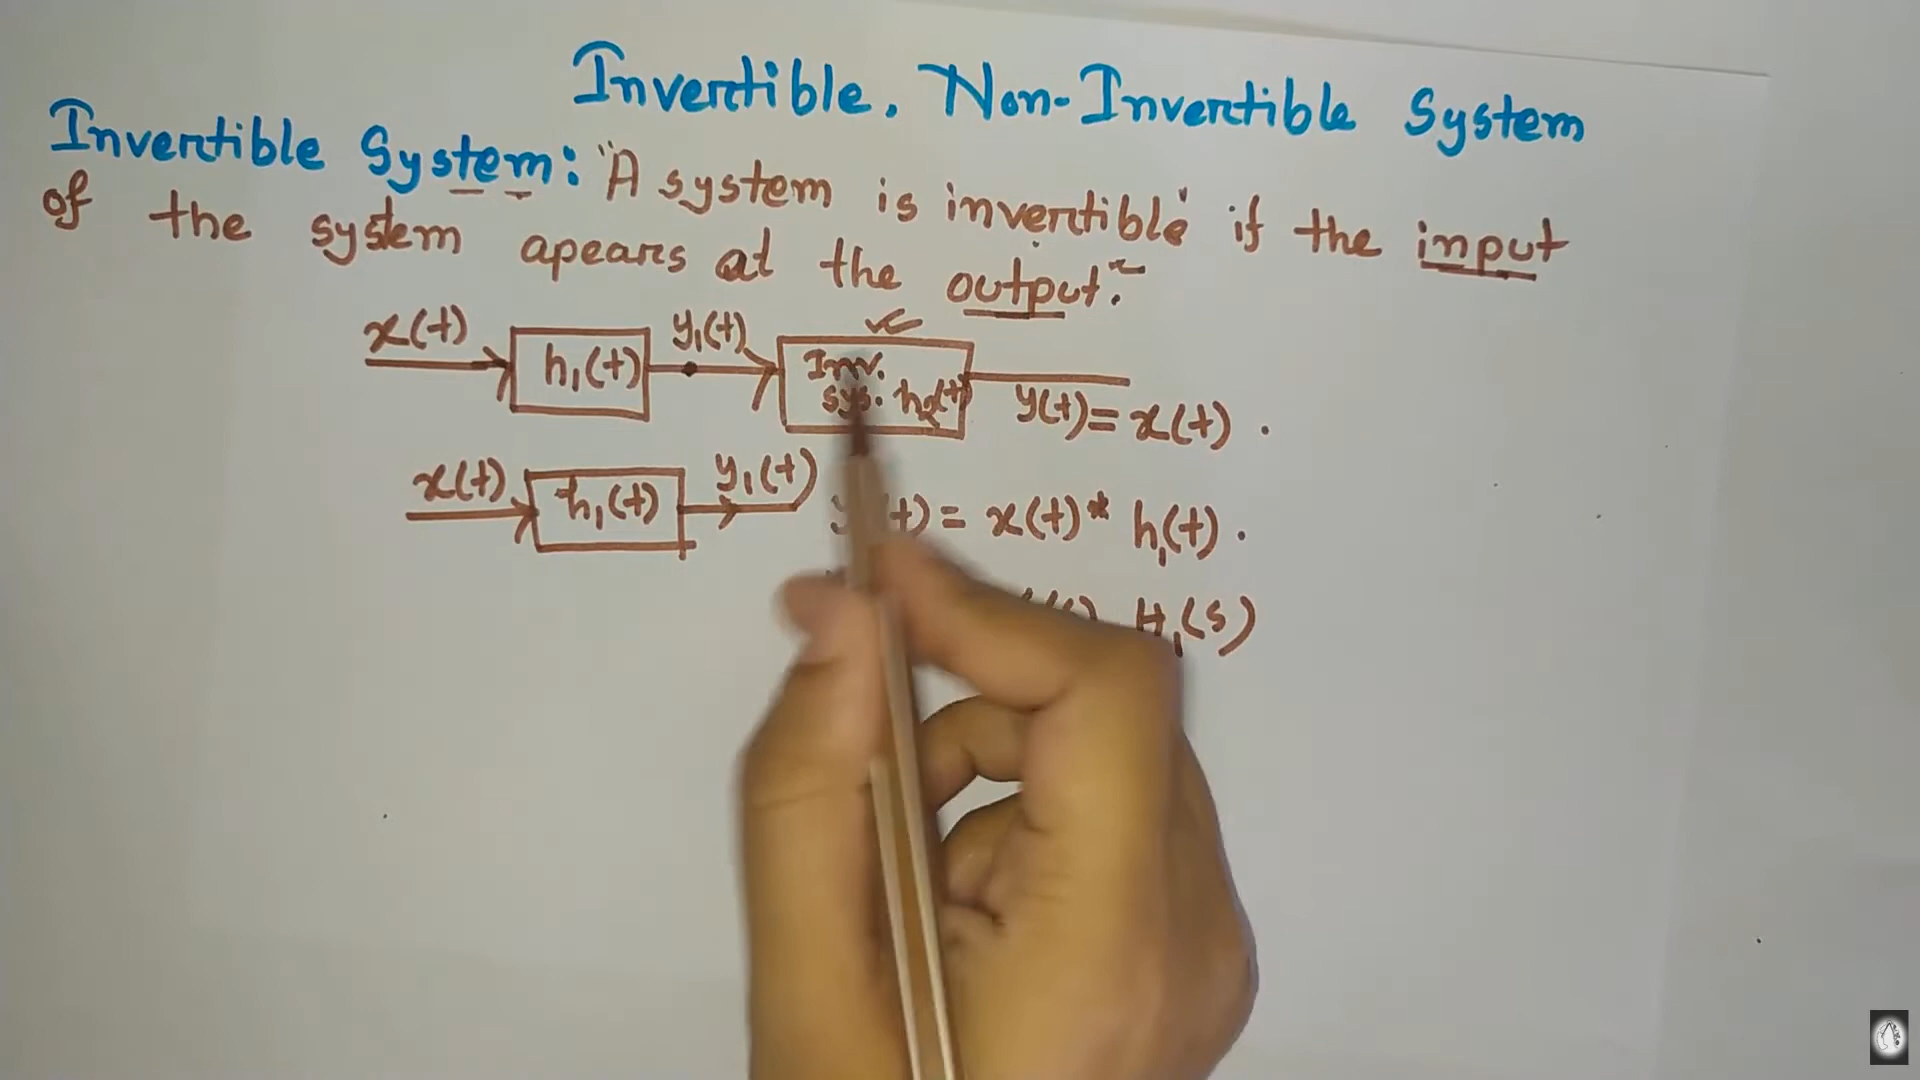 Invertible, Non-Invertible System
Invertible System: "A system is invertible" if the input
of the system apears at the output."
x(t) h₁(t) y₁(t) Inv. sys. h₂(t) y(t) = x(t) .
x(t) h₁(t) y₁(t) (t) = x(t) * h₁(t) .
H₁(s)